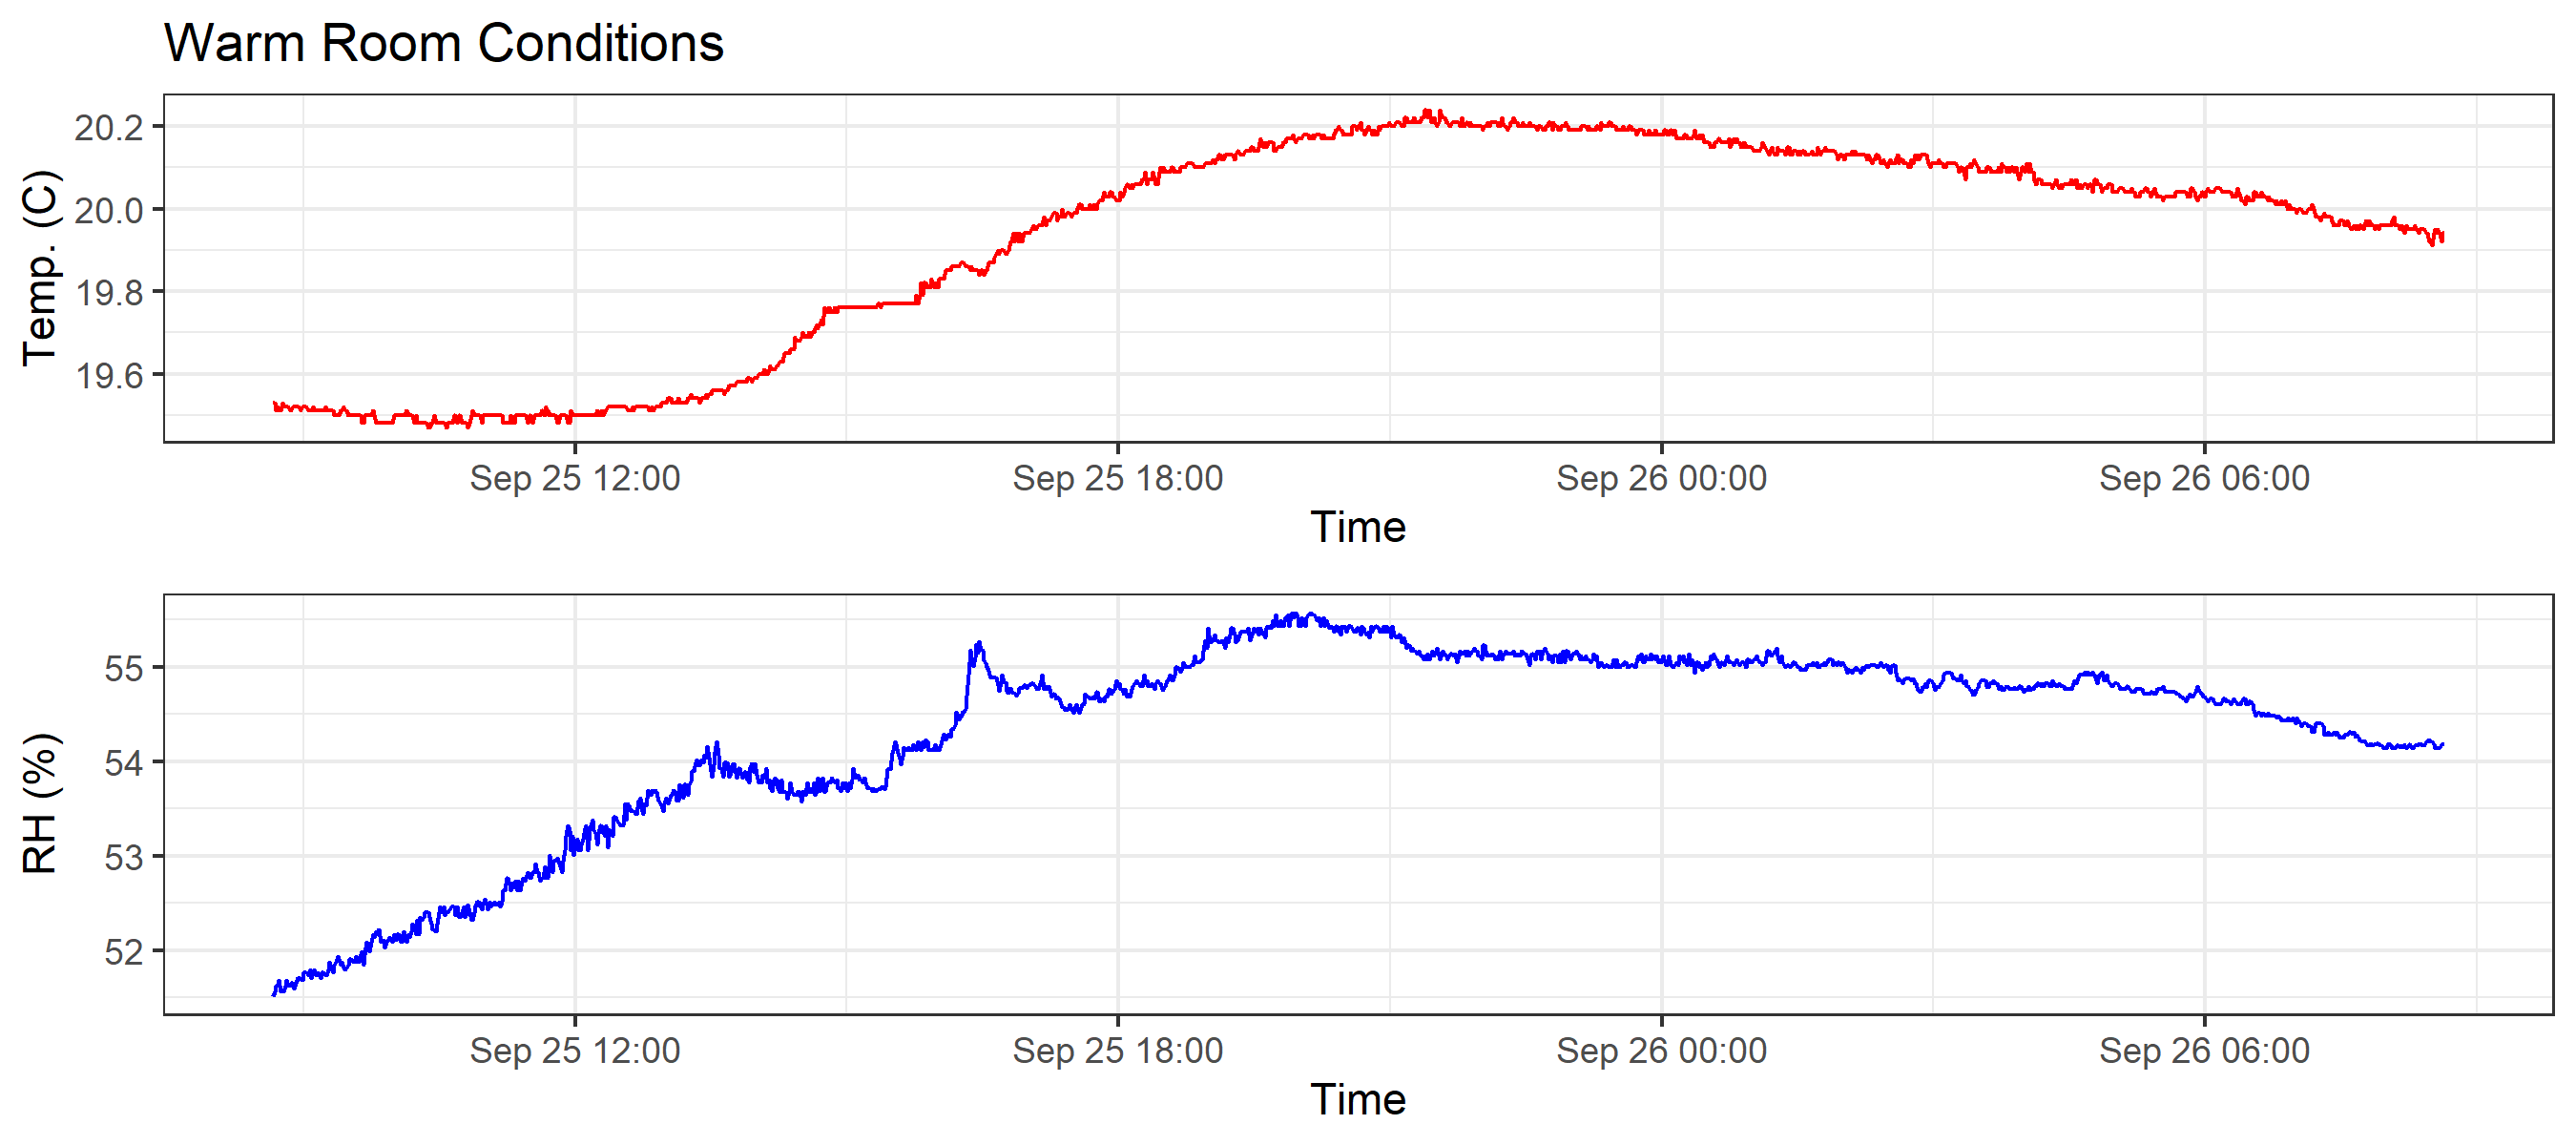 Warm Room Conditions
Temp. (C)
20.2
20.0
19.8
19.6
Sep 25 12:00 Sep 25 18:00 Sep 26 00:00 Sep 26 06:00
Time
RH (%)
55
54
53
52
Sep 25 12:00 Sep 25 18:00 Sep 26 00:00 Sep 26 06:00
Time